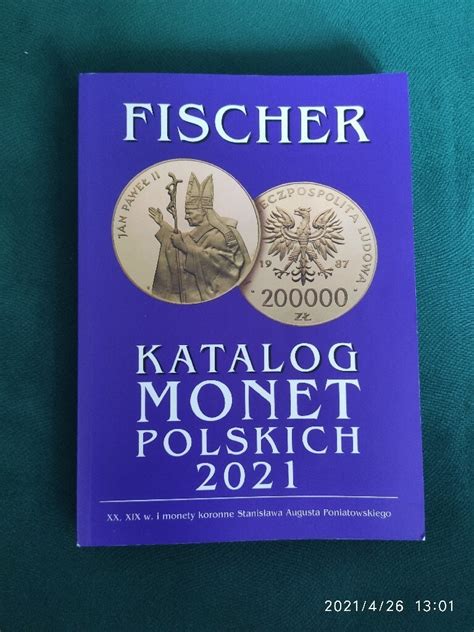 FISCHER
JAN PAWEŁ II
RZECZPOSPOLITA LUDOWA
19 87
200000
ZŁ
KATALOG
MONET
POLSKICH
2021
XX, XIX w. i monety koronne Stanisława Augusta Poniatowskiego
2021/4/26 13:01